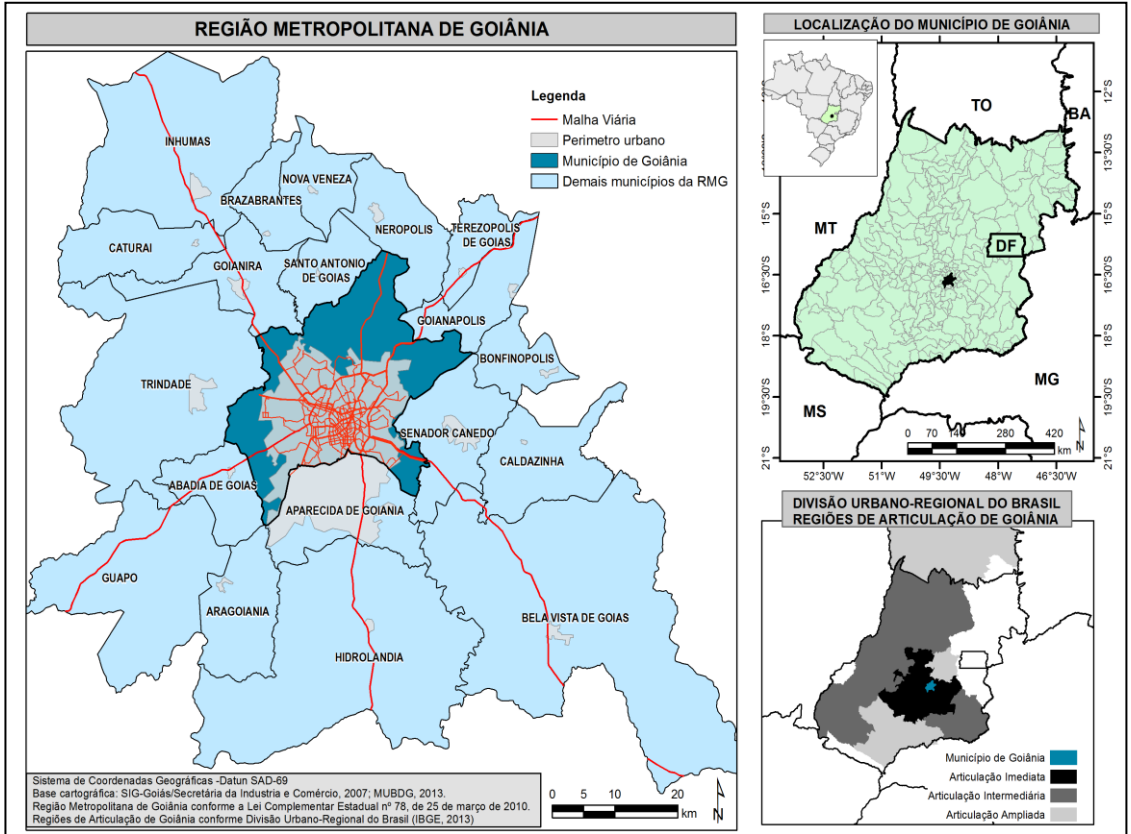 REGIÃO METROPOLITANA DE GOIÂNIA
Legenda
Malha Viária
Perimetro urbano
Município de Goiânia
Demais municípios da RMG
INHUMAS
NOVA VENEZA
BRAZABRANTES
NEROPOLIS
TEREZOPOLIS
DE GOIAS
CATURAI
GOIANIRA
SANTO ANTONIO
DE GOIAS
GOIANAPOLIS
BONFINOPOLIS
TRINDADE
SENADOR CANEDO
CALDAZINHA
ABADIA DE GOIAS
APARECIDA DE GOIANIA
GUAPO
ARAGOIANIA
BELA VISTA DE GOIAS
HIDROLANDIA
Sistema de Coordenadas Geográficas -Datun SAD-69
Base cartográfica: SIG-Goiás/Secretária da Industria e Comércio, 2007; MUBDG, 2013.
Região Metropolitana de Goiânia conforme a Lei Complementar Estadual nº 78, de 25 de março de 2010.
Regiões de Articulação de Goiânia conforme Divisão Urbano-Regional do Brasil (IBGE, 2013)
0 5 10 20
km
N
LOCALIZAÇÃO DO MUNICÍPIO DE GOIÂNIA
TO
BA
MT
DF
MG
MS
12°S
13°30'S
15°S
16°30'S
18°S
19°30'S
21°S
15°S
16°30'S
18°S
19°30'S
21°S
0 70 140 280 420
km
N
52°30'W 51°W 49°30'W 48°W 46°30'W
DIVISÃO URBANO-REGIONAL DO BRASIL
REGIÕES DE ARTICULAÇÃO DE GOIÂNIA
Município de Goiânia
Articulação Imediata
Articulação Intermediária
Articulação Ampliada